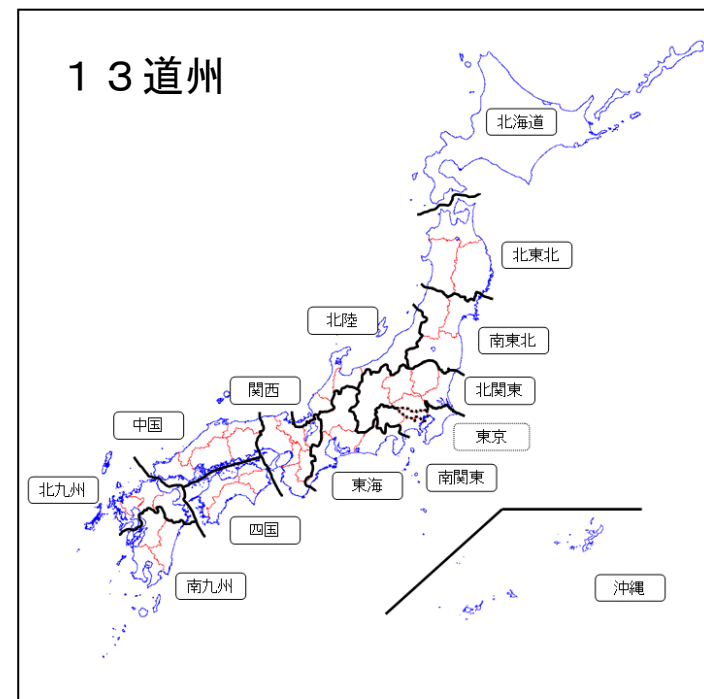 １３道州
北海道
北東北
北陸
南東北
関西
北関東
中国
東京
北九州
東海
南関東
四国
南九州
沖縄